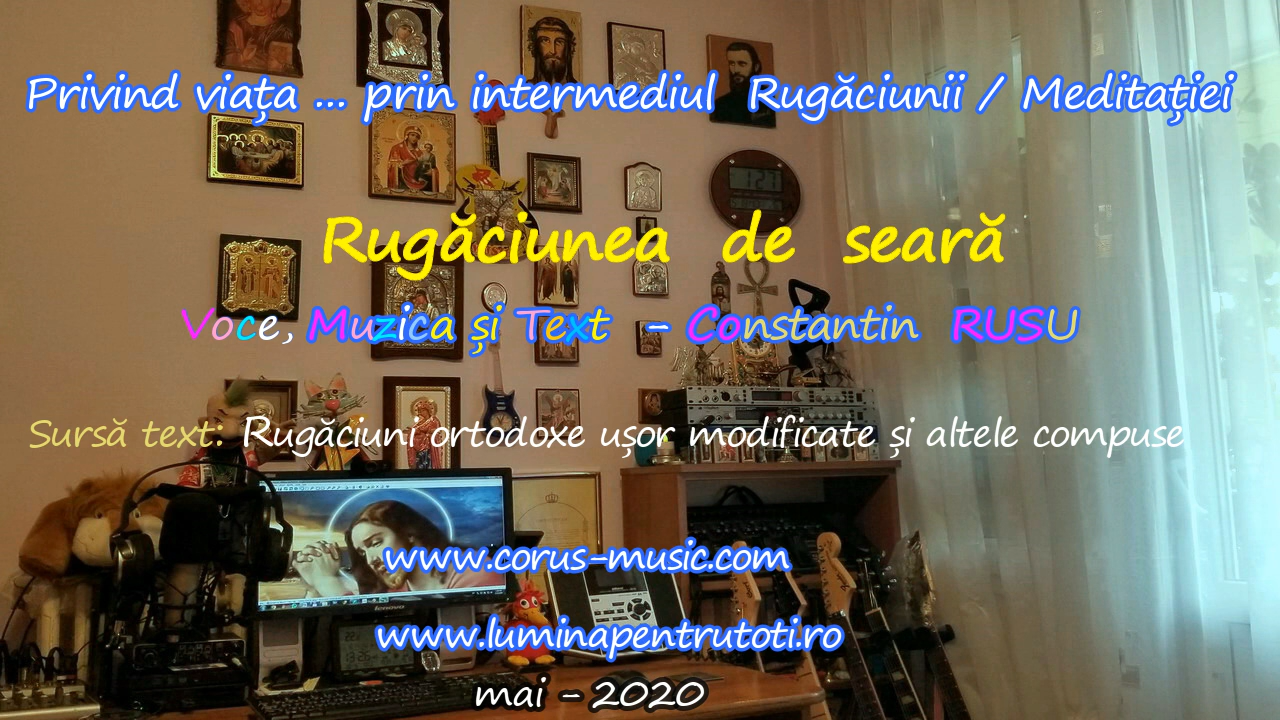 Privind viața ... prin intermediul Rugăciunii / Meditației
Rugăciunea de seară
Voce, Muzica și Text - Constantin RUSU
Sursă text: Rugăciuni ortodoxe ușor modificate și altele compuse
www.corus-music.com
lenovo
www.luminapentrutoti.ro
mai - 2020